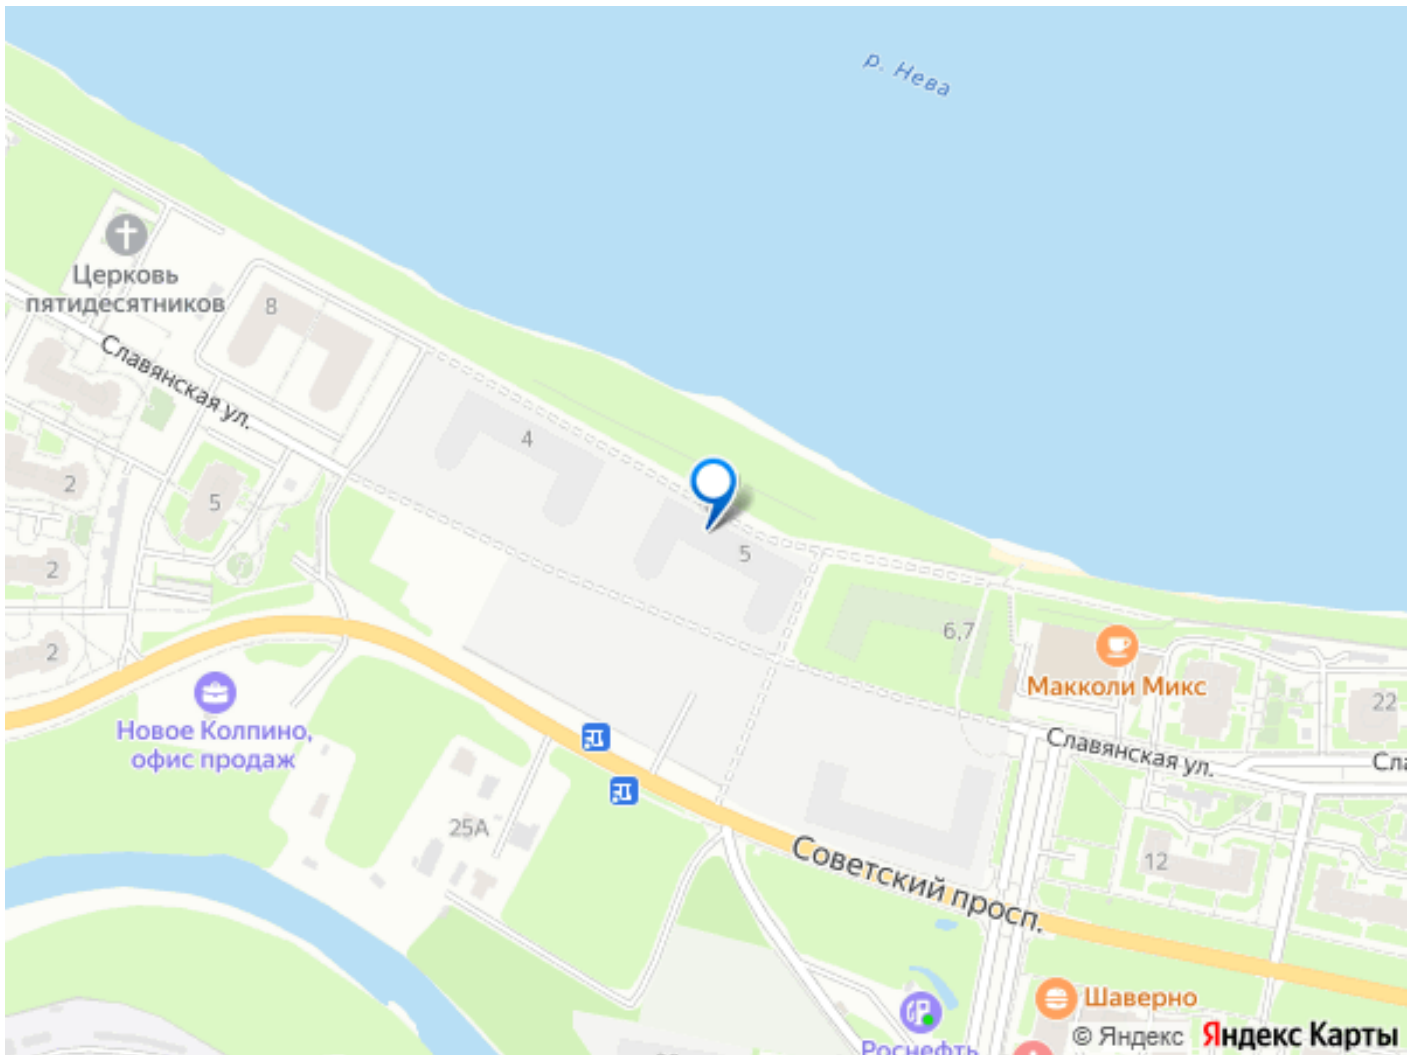 р. Нева
Церковь
пятидесятников
8
Славянская ул.
4
2
5
5
2
6,7
2
Макколи Микс
22
Новое Колпино,
офис продаж
Славянская ул.
Сла
25А
Советский просп.
12
Шаверно
Роснефть
© Яндекс Яндекс Карты